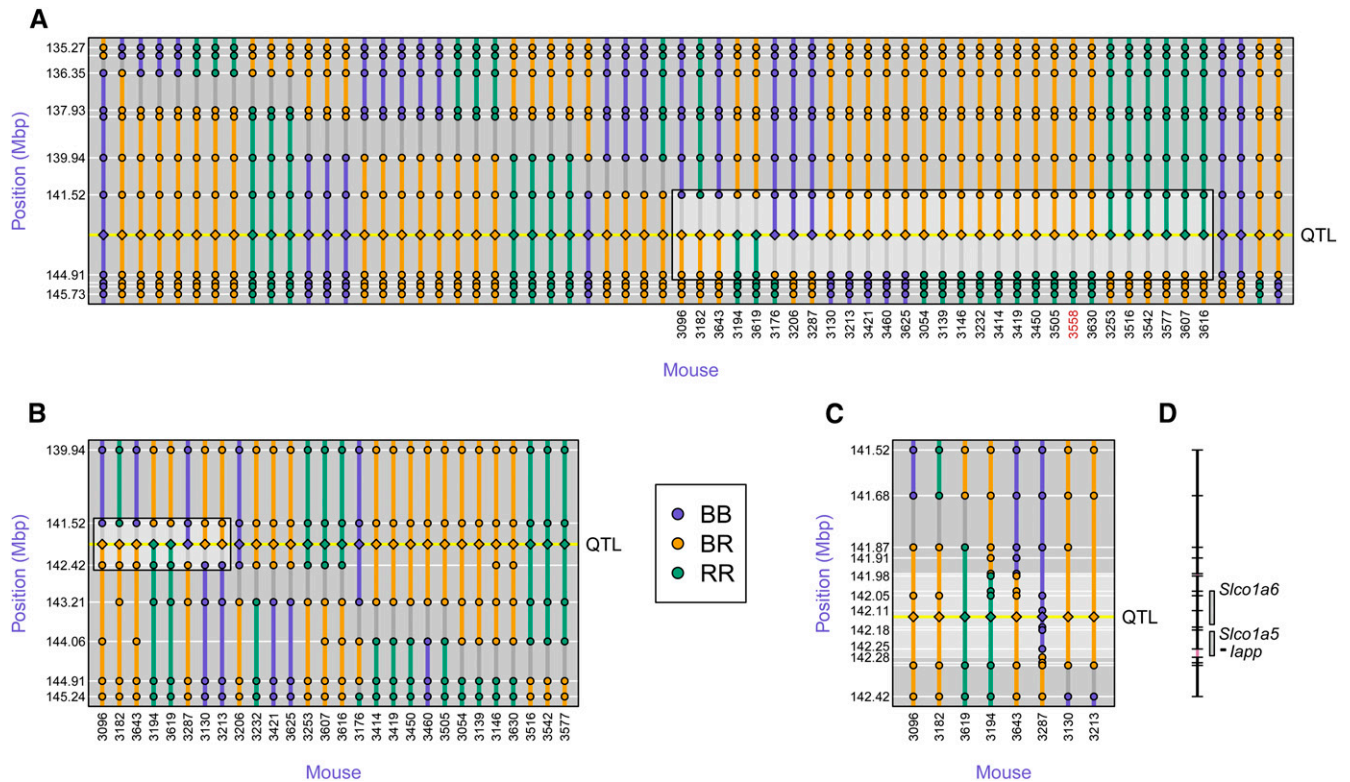 A
Position (Mbp)
135.27
136.35
137.93
139.94
141.52
144.91
145.73
QTL
3096 3182 3643 3194 3619 3176 3206 3287 3130 3213 3421 3460 3625 3054 3139 3146 3232 3414 3419 3450 3505 3558 3630 3253 3516 3542 3577 3607 3616
Mouse
B
Position (Mbp)
139.94
141.52
142.42
143.21
144.06
144.91
145.24
QTL
3096 3182 3643 3194 3619 3287 3130 3213 3206 3232 3421 3625 3253 3607 3616 3176 3414 3419 3450 3460 3505 3054 3139 3146 3630 3516 3542 3577
Mouse
BB
BR
RR
C
Position (Mbp)
141.52
141.68
141.87
141.91
141.98
142.05
142.11
142.18
142.25
142.28
142.42
QTL
3096 3182 3619 3194 3643 3287 3130 3213
Mouse
D
Slco1a6
Slco1a5
Iapp